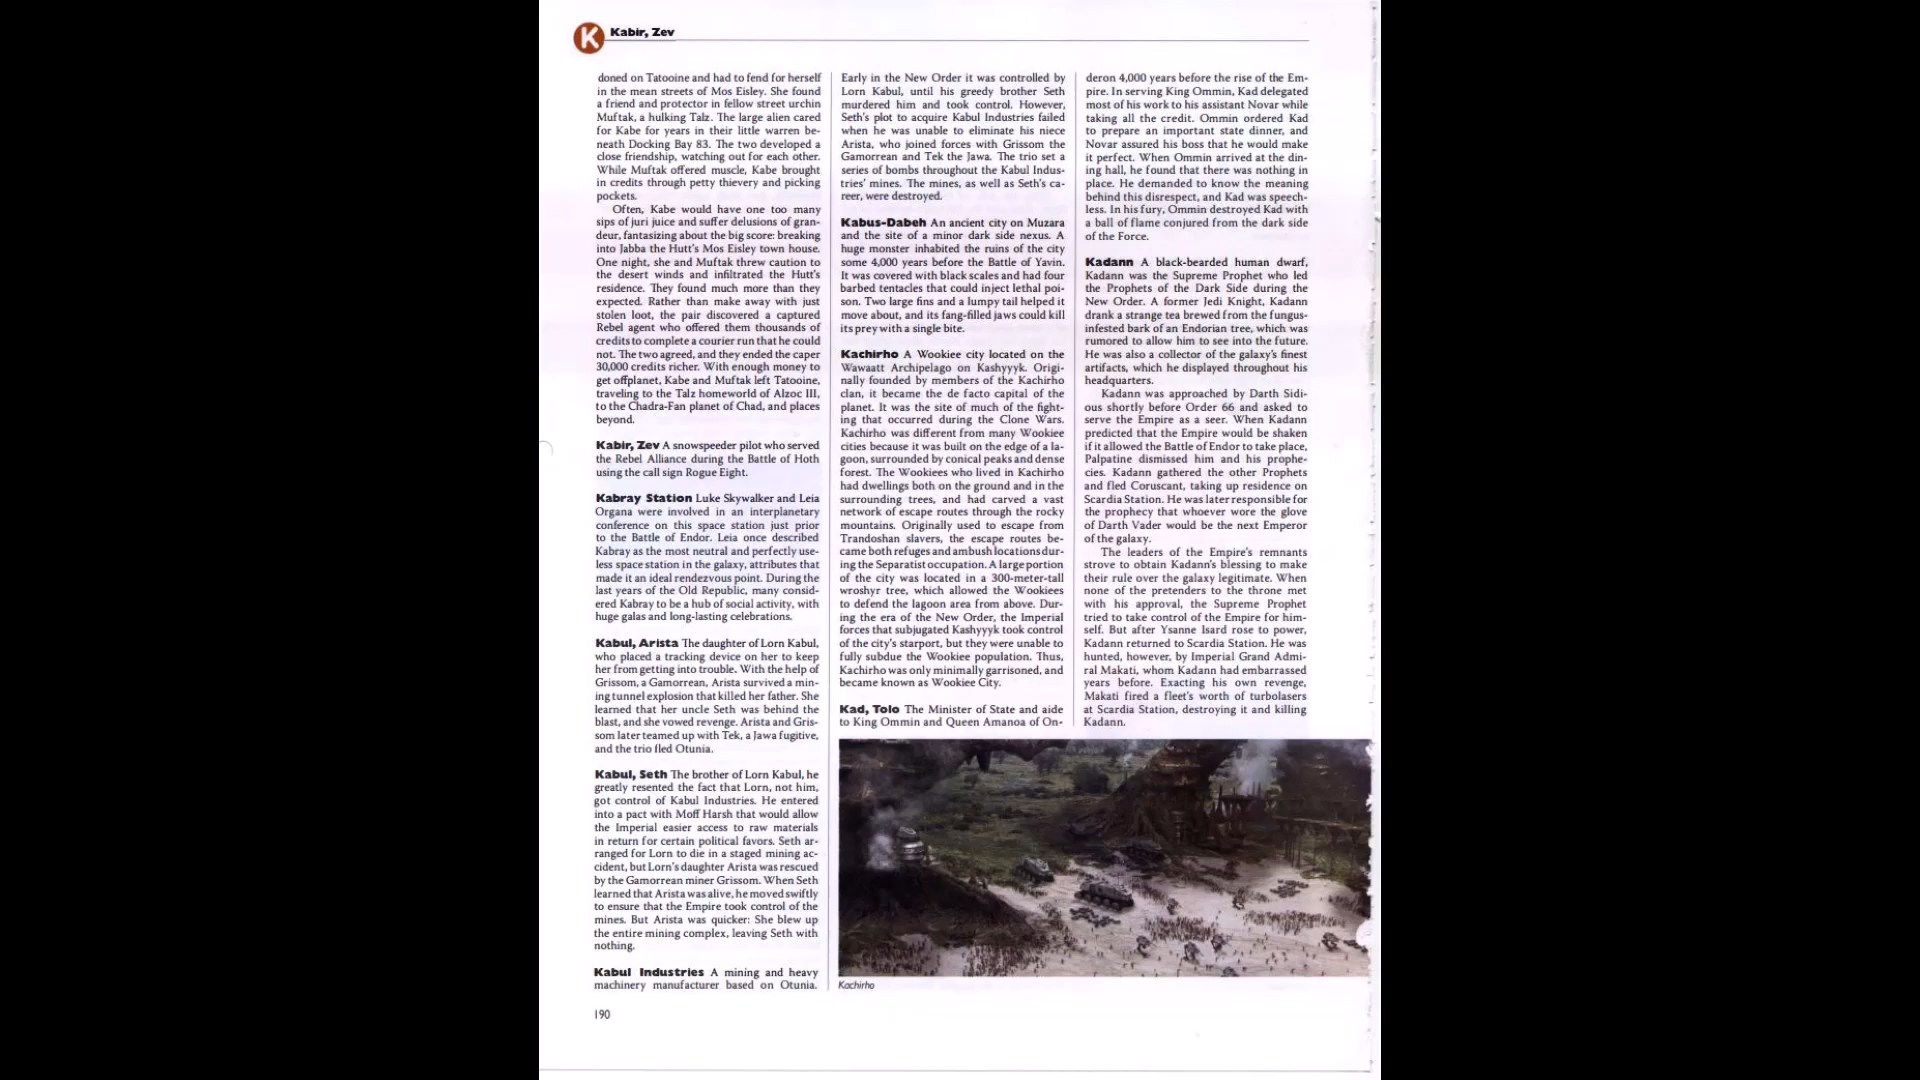 K Kabir, Zev
doned on Tatooine and had to fend for herself
in the mean streets of Mos Eisley. She found
a friend and protector in fellow street urchin
Muftak, a hulking Talz. The large alien cared
for Kabe for years in their little warren be-
neath Docking Bay 83. The two developed a
close friendship, watching out for each other.
While Muftak offered muscle, Kabe brought
in credits through petty thievery and picking
pockets.
Often, Kabe would have one too many
sips of juri juice and suffer delusions of gran-
deur, fantasizing about the big score: breaking
into Jabba the Hutt's Mos Eisley town house.
One night, she and Muftak threw caution to
the desert winds and infiltrated the Hutt's
residence. They found much more than they
expected. Rather than make away with just
stolen loot, the pair discovered a captured
Rebel agent who offered them thousands of
credits to complete a courier run that he could
not. The two agreed, and they ended the caper
30,000 credits richer. With enough money to
get offplanet, Kabe and Muftak left Tatooine,
traveling to the Talz homeworld of Alzoc III,
to the Chadra-Fan planet of Chad, and places
beyond.
Kabir, Zev A snowspeeder pilot who served
the Rebel Alliance during the Battle of Hoth
using the call sign Rogue Eight.
Kabray Station Luke Skywalker and Leia
Organa were involved in an interplanetary
conference on this space station just prior
to the Battle of Endor. Leia once described
Kabray as the most neutral and perfectly use-
less space station in the galaxy, attributes that
made it an ideal rendezvous point. During the
last years of the Old Republic, many consid-
ered Kabray to be a hub of social activity, with
huge galas and long-lasting celebrations.
Kabul, Arista The daughter of Lorn Kabul,
who placed a tracking device on her to keep
her from getting into trouble. With the help of
Grissom, a Gamorrean, Arista survived a min-
ing tunnel explosion that killed her father. She
learned that her uncle Seth was behind the
blast, and she vowed revenge. Arista and Gris-
som later teamed up with Tek, a Jawa fugitive,
and the trio fled Otunia.
Kabul, Seth The brother of Lorn Kabul, he
greatly resented the fact that Lorn, not him,
got control of Kabul Industries. He entered
into a pact with Moff Harsh that would allow
the Imperial easier access to raw materials
in return for certain political favors. Seth ar-
ranged for Lorn to die in a staged mining ac-
cident, but Lorn's daughter Arista was rescued
by the Gamorrean miner Grissom. When Seth
learned that Arista was alive, he moved swiftly
to ensure that the Empire took control of the
mines. But Arista was quicker: She blew up
the entire mining complex, leaving Seth with
nothing.
Kabul Industries A mining and heavy
machinery manufacturer based on Otunia.
Early in the New Order it was controlled by
Lorn Kabul, until his greedy brother Seth
murdered him and took control. However,
Seth's plot to acquire Kabul Industries failed
when he was unable to eliminate his niece
Arista, who joined forces with Grissom the
Gamorrean and Tek the Jawa. The trio set a
series of bombs throughout the Kabul Indus-
tries' mines. The mines, as well as Seth's ca-
reer, were destroyed.
Kabus-Dabeh An ancient city on Muzara
and the site of a minor dark side nexus. A
huge monster inhabited the ruins of the city
some 4,000 years before the Battle of Yavin.
It was covered with black scales and had four
barbed tentacles that could inject lethal poi-
son. Two large fins and a lumpy tail helped it
move about, and its fang-filled jaws could kill
its prey with a single bite.
Kachirho A Wookiee city located on the
Wawaatt Archipelago on Kashyyyk. Origi-
nally founded by members of the Kachirho
clan, it became the de facto capital of the
planet. It was the site of much of the fight-
ing that occurred during the Clone Wars.
Kachirho was different from many Wookiee
cities because it was built on the edge of a la-
goon, surrounded by conical peaks and dense
forest. The Wookiees who lived in Kachirho
had dwellings both on the ground and in the
surrounding trees, and had carved a vast
network of escape routes through the rocky
mountains. Originally used to escape from
Trandoshan slavers, the escape routes be-
came both refuges and ambush locations dur-
ing the Separatist occupation. A large portion
of the city was located in a 300-meter-tall
wroshyr tree, which allowed the Wookiees
to defend the lagoon area from above. Dur-
ing the era of the New Order, the Imperial
forces that subjugated Kashyyyk took control
of the city's starport, but they were unable to
fully subdue the Wookiee population. Thus,
Kachirho was only minimally garrisoned, and
became known as Wookiee City.
Kad, Tolo The Minister of State and aide
to King Ommin and Queen Amanoa of On-
deron 4,000 years before the rise of the Em-
pire. In serving King Ommin, Kad delegated
most of his work to his assistant Novar while
taking all the credit. Ommin ordered Kad
to prepare an important state dinner, and
Novar assured his boss that he would make
it perfect. When Ommin arrived at the din-
ing hall, he found that there was nothing in
place. He demanded to know the meaning
behind this disrespect, and Kad was speech-
less. In his fury, Ommin destroyed Kad with
a ball of flame conjured from the dark side
of the Force.
Kadann A black-bearded human dwarf,
Kadann was the Supreme Prophet who led
the Prophets of the Dark Side during the
New Order. A former Jedi Knight, Kadann
drank a strange tea brewed from the fungus-
infested bark of an Endorian tree, which was
rumored to allow him to see into the future.
He was also a collector of the galaxy's finest
artifacts, which he displayed throughout his
headquarters.
Kadann was approached by Darth Sidi-
ous shortly before Order 66 and asked to
serve the Empire as a seer. When Kadann
predicted that the Empire would be shaken
if it allowed the Battle of Endor to take place,
Palpatine dismissed him and his prophe-
cies. Kadann gathered the other Prophets
and fled Coruscant, taking up residence on
Scardia Station. He was later responsible for
the prophecy that whoever wore the glove
of Darth Vader would be the next Emperor
of the galaxy.
The leaders of the Empire's remnants
strove to obtain Kadann's blessing to make
their rule over the galaxy legitimate. When
none of the pretenders to the throne met
with his approval, the Supreme Prophet
tried to take control of the Empire for him-
self. But after Ysanne Isard rose to power,
Kadann returned to Scardia Station. He was
hunted, however, by Imperial Grand Admi-
ral Makati, whom Kadann had embarrassed
years before. Exacting his own revenge,
Makati fired a fleet's worth of turbolasers
at Scardia Station, destroying it and killing
Kadann.
Kachirho
190